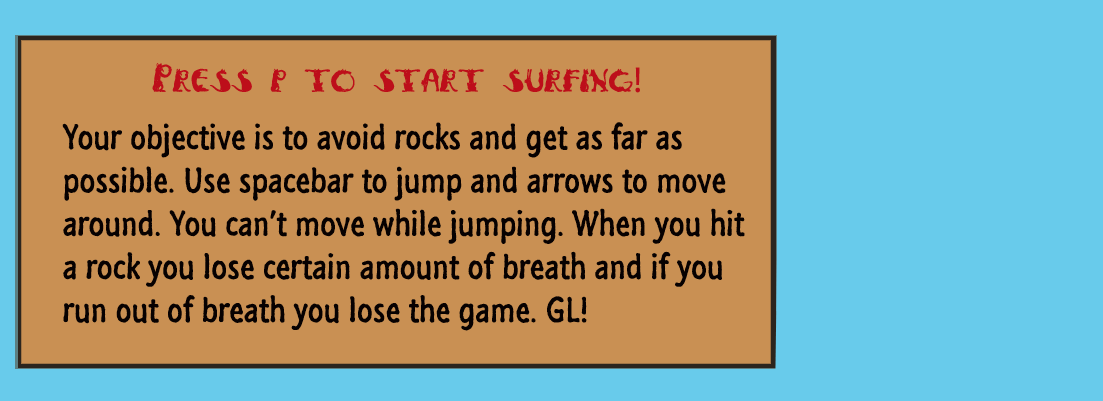 Press p to start surfing!
Your objective is to avoid rocks and get as far as
possible. Use spacebar to jump and arrows to move
around. You can't move while jumping. When you hit
a rock you lose certain amount of breath and if you
run out of breath you lose the game. GL!